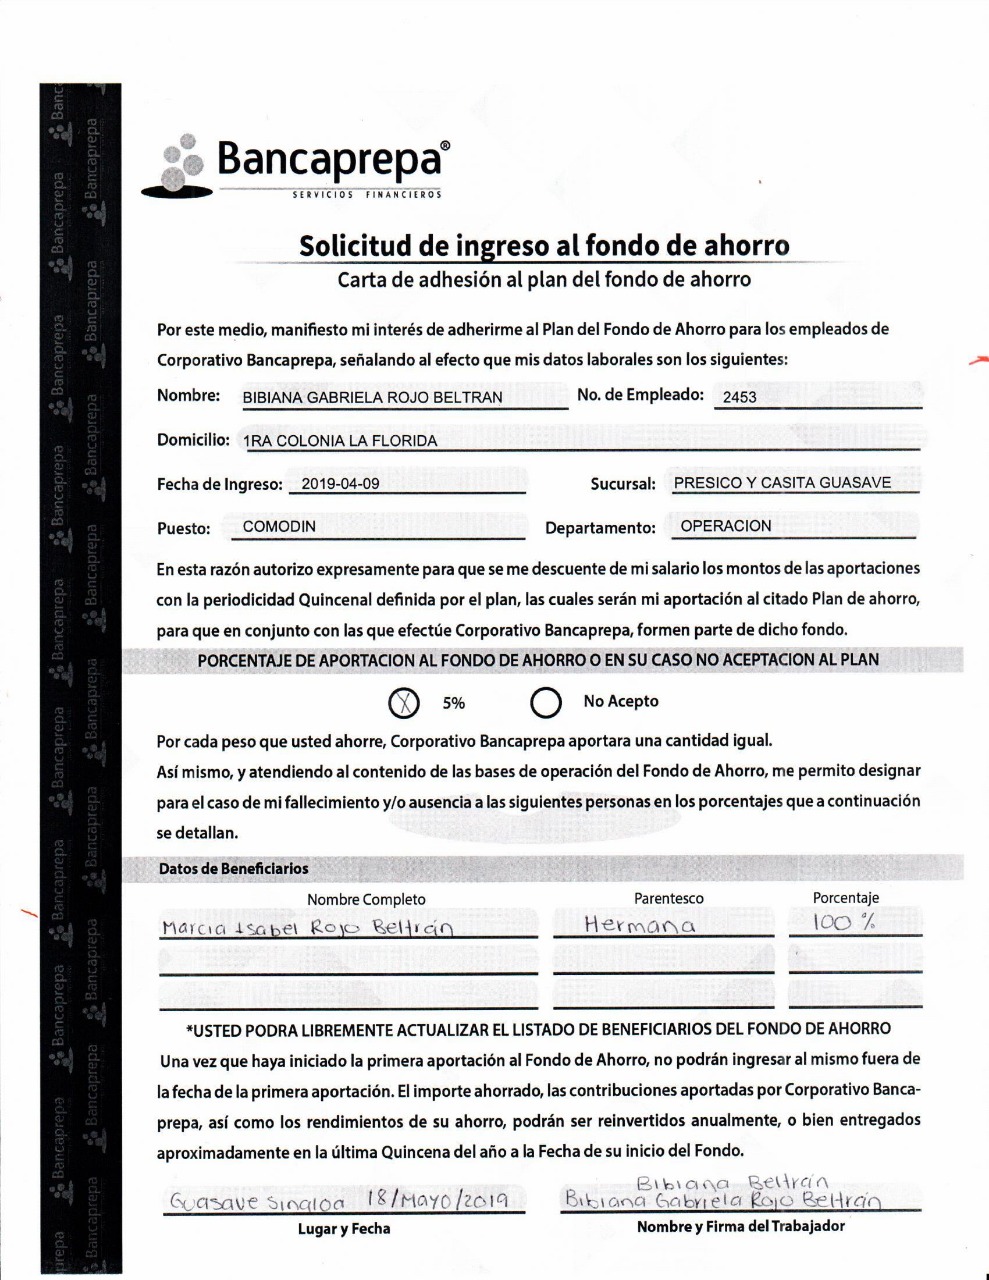 Bancaprepa®
SERVICIOS FINANCIEROS
Solicitud de ingreso al fondo de ahorro
Carta de adhesión al plan del fondo de ahorro
Por este medio, manifiesto mi interés de adherirme al Plan del Fondo de Ahorro para los empleados de
Corporativo Bancaprepa, señalando al efecto que mis datos laborales son los siguientes:
Nombre: BIBIANA GABRIELA ROJO BELTRAN No. de Empleado: 2453
Domicilio: 1RA COLONIA LA FLORIDA
Fecha de Ingreso: 2019-04-09 Sucursal: PRESICO Y CASITA GUASAVE
Puesto: COMODIN Departamento: OPERACION
En esta razón autorizo expresamente para que se me descuente de mi salario los montos de las aportaciones
con la periodicidad Quincenal definida por el plan, las cuales serán mi aportación al citado Plan de ahorro,
para que en conjunto con las que efectúe Corporativo Bancaprepa, formen parte de dicho fondo.
PORCENTAJE DE APORTACION AL FONDO DE AHORRO O EN SU CASO NO ACEPTACION AL PLAN
X 5% No Acepto
Por cada peso que usted ahorre, Corporativo Bancaprepa aportara una cantidad igual.
Así mismo, y atendiendo al contenido de las bases de operación del Fondo de Ahorro, me permito designar
para el caso de mi fallecimiento y/o ausencia a las siguientes personas en los porcentajes que a continuación
se detallan.
Datos de Beneficiarios
Nombre Completo Parentesco Porcentaje
Marcia Isabel Rojo Beltrán Hermana 100 %
*USTED PODRA LIBREMENTE ACTUALIZAR EL LISTADO DE BENEFICIARIOS DEL FONDO DE AHORRO
Una vez que haya iniciado la primera aportación al Fondo de Ahorro, no podrán ingresar al mismo fuera de
la fecha de la primera aportación. El importe ahorrado, las contribuciones aportadas por Corporativo Banca-
prepa, así como los rendimientos de su ahorro, podrán ser reinvertidos anualmente, o bien entregados
aproximadamente en la última Quincena del año a la Fecha de su inicio del Fondo.
Bibiana Beltrán
Guasave Sinaloa 18/Mayo/2019 Bibiana Gabriela Rojo Beltrán
Lugar y Fecha Nombre y Firma del Trabajador